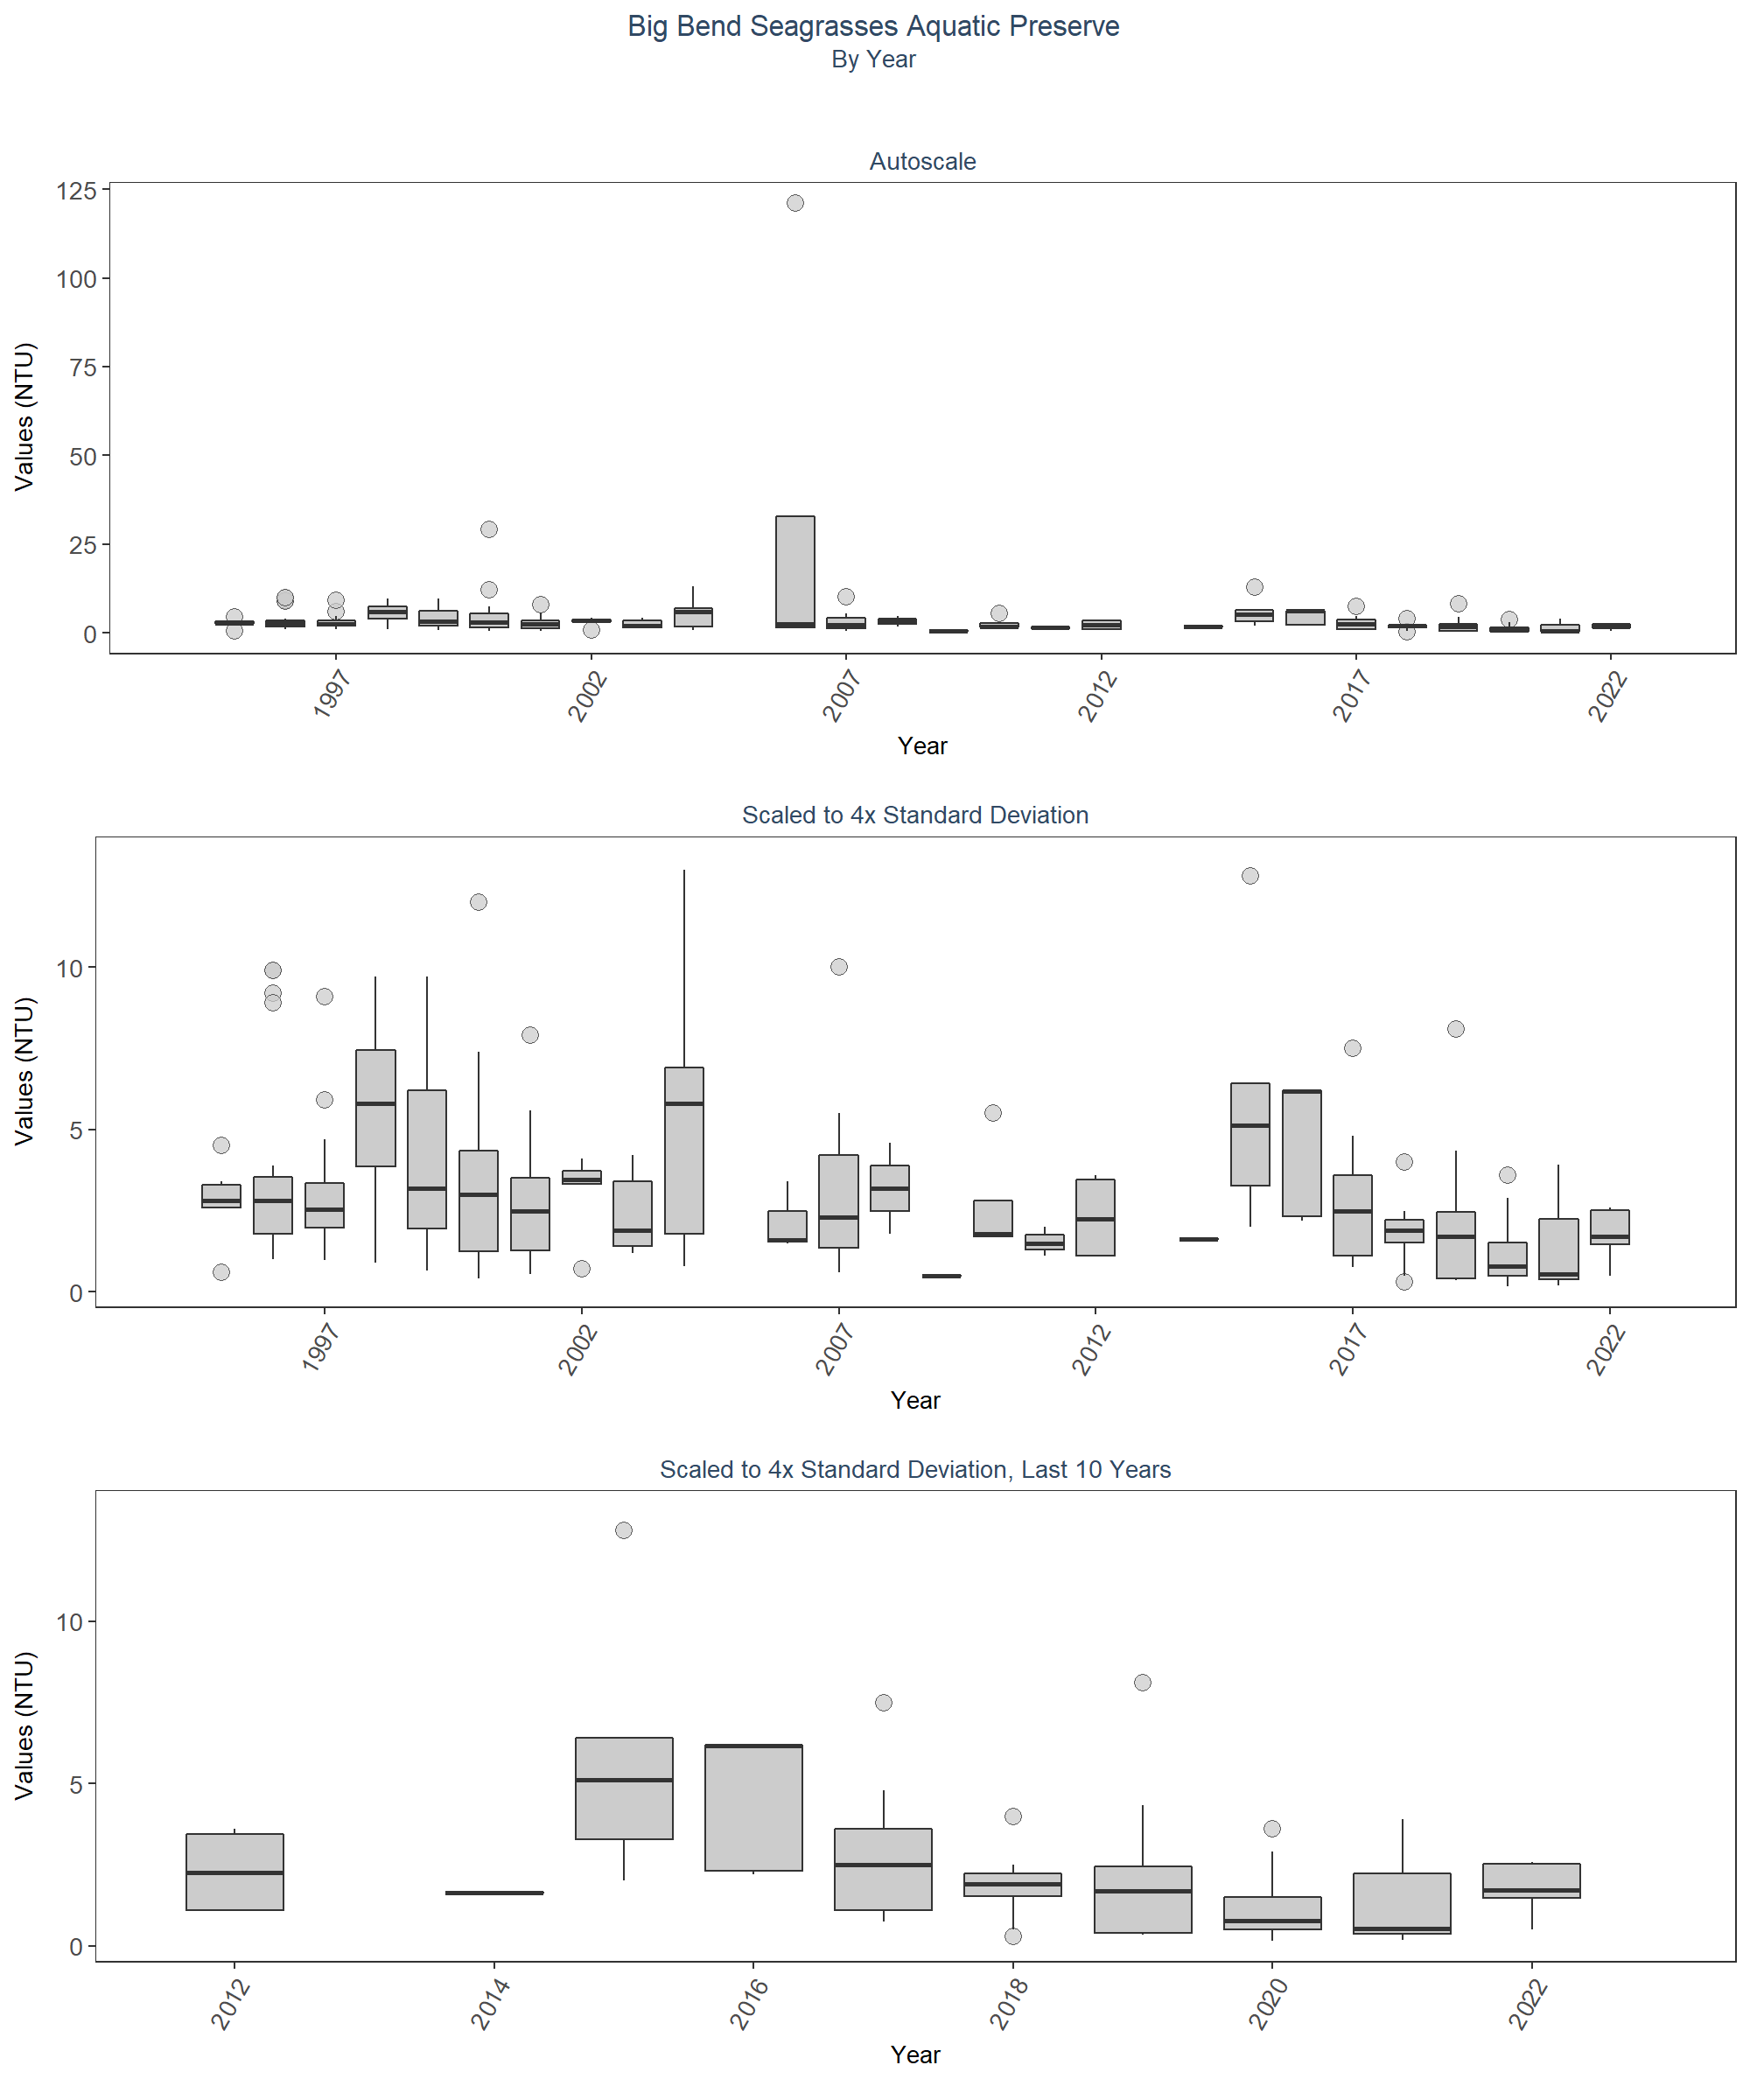 Big Bend Seagrasses Aquatic Preserve
By Year
Autoscale
125
100
75
50
25
0
Values (NTU)
1997
2002
2007
2012
2017
2022
Year
Scaled to 4x Standard Deviation
10
5
0
Values (NTU)
1997
2002
2007
2012
2017
2022
Year
Scaled to 4x Standard Deviation, Last 10 Years
10
5
0
Values (NTU)
2012
2014
2016
2018
2020
2022
Year